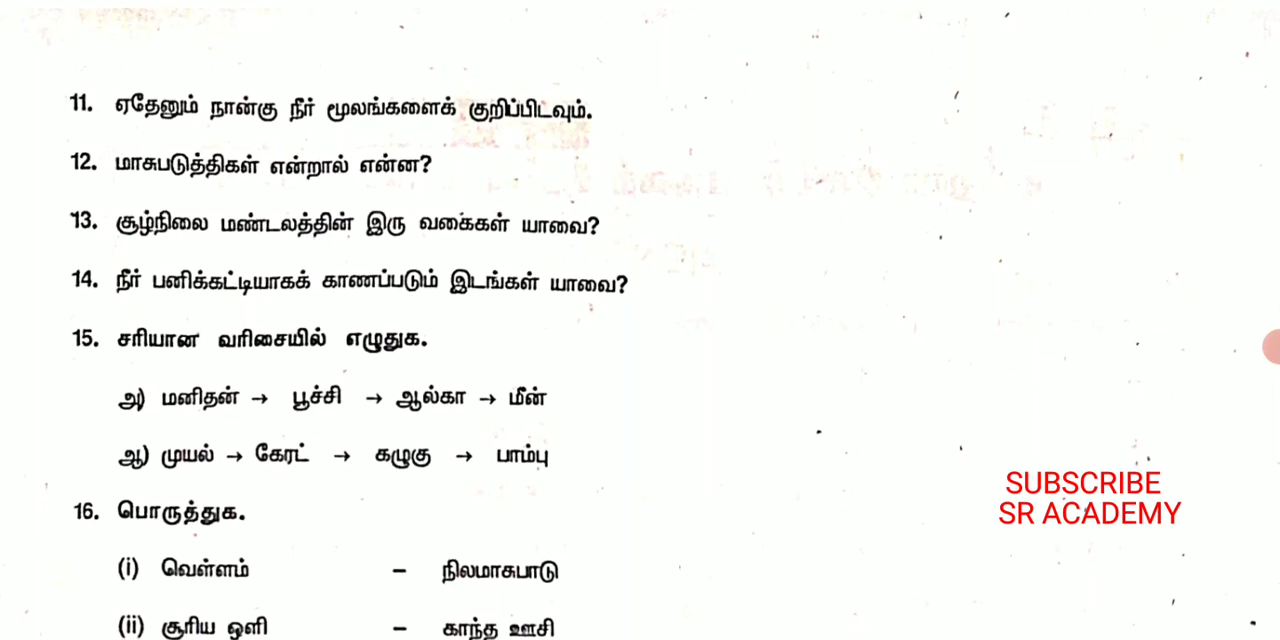 11. ஏதேனும் நான்கு நீர் மூலங்களைக் குறிப்பிடவும்.
12. மாசுபடுத்திகள் என்றால் என்ன?
13. சூழ்நிலை மண்டலத்தின் இரு வகைகள் யாவை?
14. நீர் பனிக்கட்டியாகக் காணப்படும் இடங்கள் யாவை?
15. சரியான வரிசையில் எழுதுக.
அ) மனிதன் → பூச்சி → ஆல்கா → மீன்
ஆ) முயல் → கேரட் → கழுகு → பாம்பு
SUBSCRIBE
SR ACADEMY
16. பொருத்துக.
(i) வெள்ளம் – நிலமாசுபாடு
(ii) சூரிய ஒளி – காந்த ஊசி